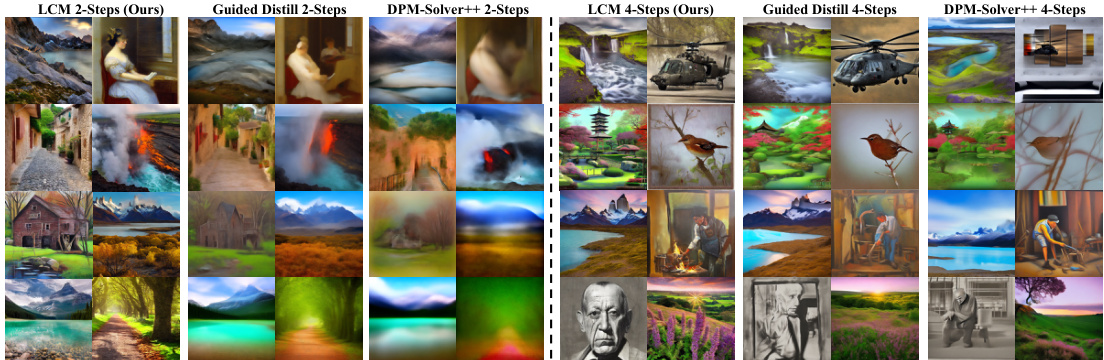 LCM 2-Steps (Ours)
Guided Distill 2-Steps
DPM-Solver++ 2-Steps
LCM 4-Steps (Ours)
Guided Distill 4-Steps
DPM-Solver++ 4-Steps